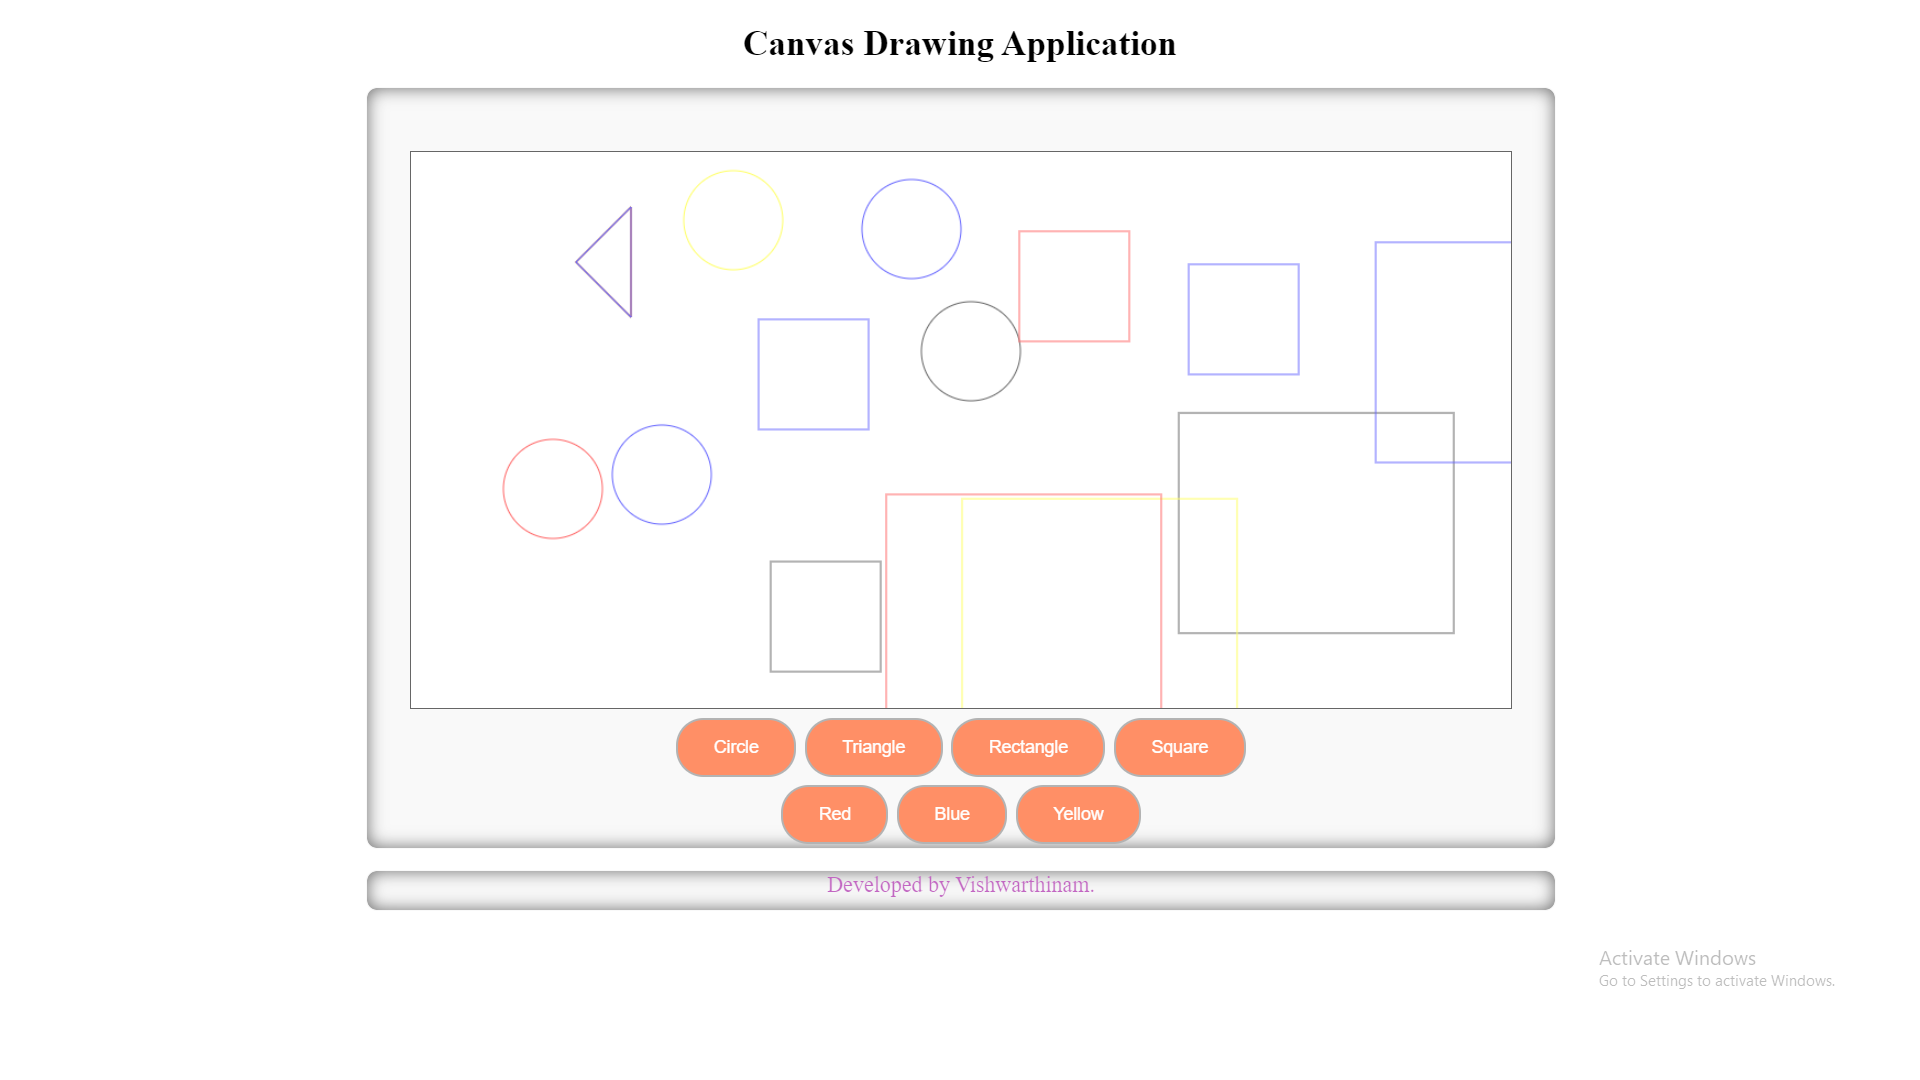 Canvas Drawing Application
Circle Triangle Rectangle Square
Red Blue Yellow
Developed by Vishwarthinam.
Activate Windows
Go to Settings to activate Windows.